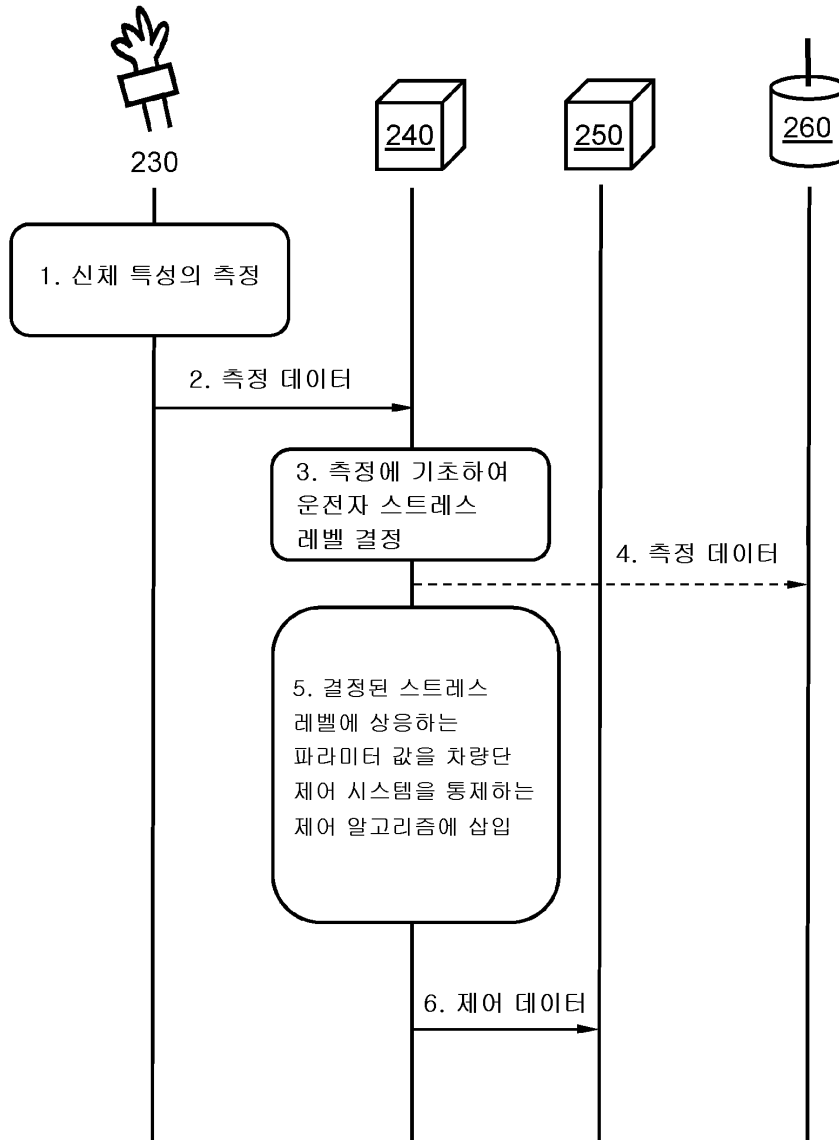 230
240
250
260
1. 신체 특성의 측정
2. 측정 데이터
3. 측정에 기초하여
운전자 스트레스
레벨 결정
4. 측정 데이터
5. 결정된 스트레스
레벨에 상응하는
파라미터 값을 차량단
제어 시스템을 통제하는
제어 알고리즘에 삽입
6. 제어 데이터